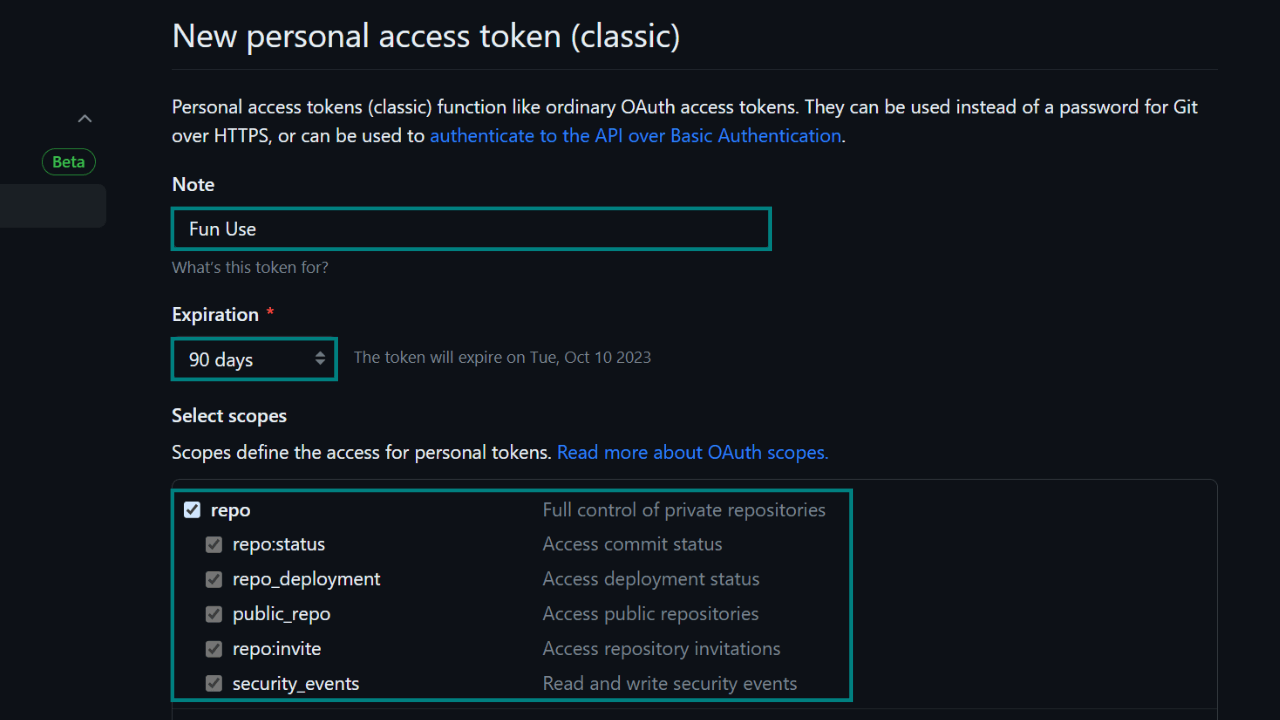 New personal access token (classic)
Personal access tokens (classic) function like ordinary OAuth access tokens. They can be used instead of a password for Git
over HTTPS, or can be used to authenticate to the API over Basic Authentication.
Beta
Note
Fun Use
What's this token for?
Expiration *
90 days The token will expire on Tue, Oct 10 2023
Select scopes
Scopes define the access for personal tokens. Read more about OAuth scopes.
repo Full control of private repositories
repo:status Access commit status
repo_deployment Access deployment status
public_repo Access public repositories
repo:invite Access repository invitations
security_events Read and write security events